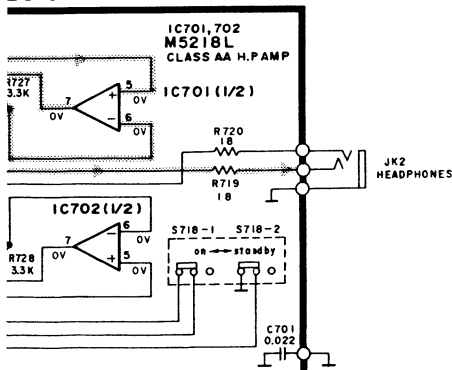 IC701,702
M5218L
CLASS AA H.P.AMP
R727
3.3K
7
0V
5
+
0V
-
6
0V
IC701(1/2)
R720
18
R719
18
JK2
HEADPHONES
IC702(1/2)
7
0V
-
6
0V
+
5
0V
R728
3.3K
S718-1 S718-2
on standby
C701
0.022